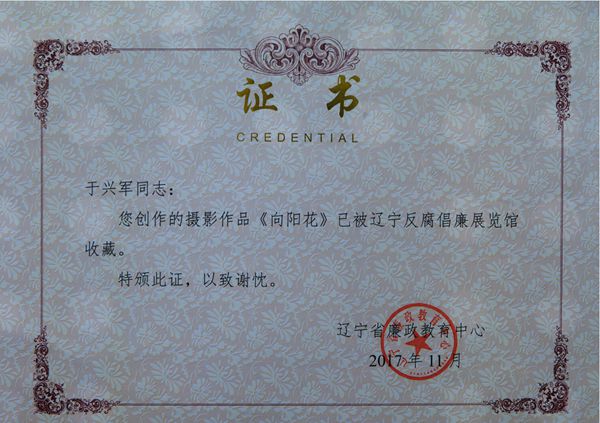 证书
CREDENTIAL
于兴军同志：
您创作的摄影作品《向阳花》已被辽宁反腐倡廉展览馆
收藏。
特颁此证，以致谢忱。
辽宁省廉政教育中心
2017年11月